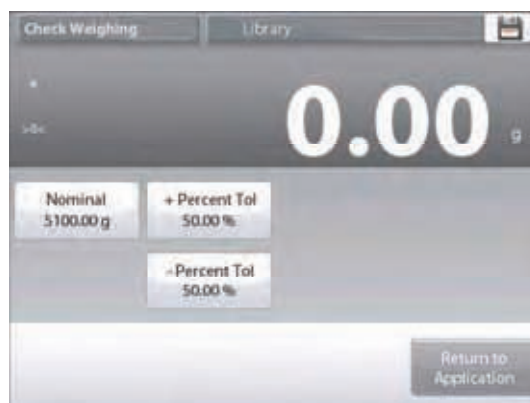 Check Weighing
Library
*
>0<
0.00
g
Nominal
5100.00 g
+ Percent Tol
50.00 %
- Percent Tol
50.00 %
Return to
Application